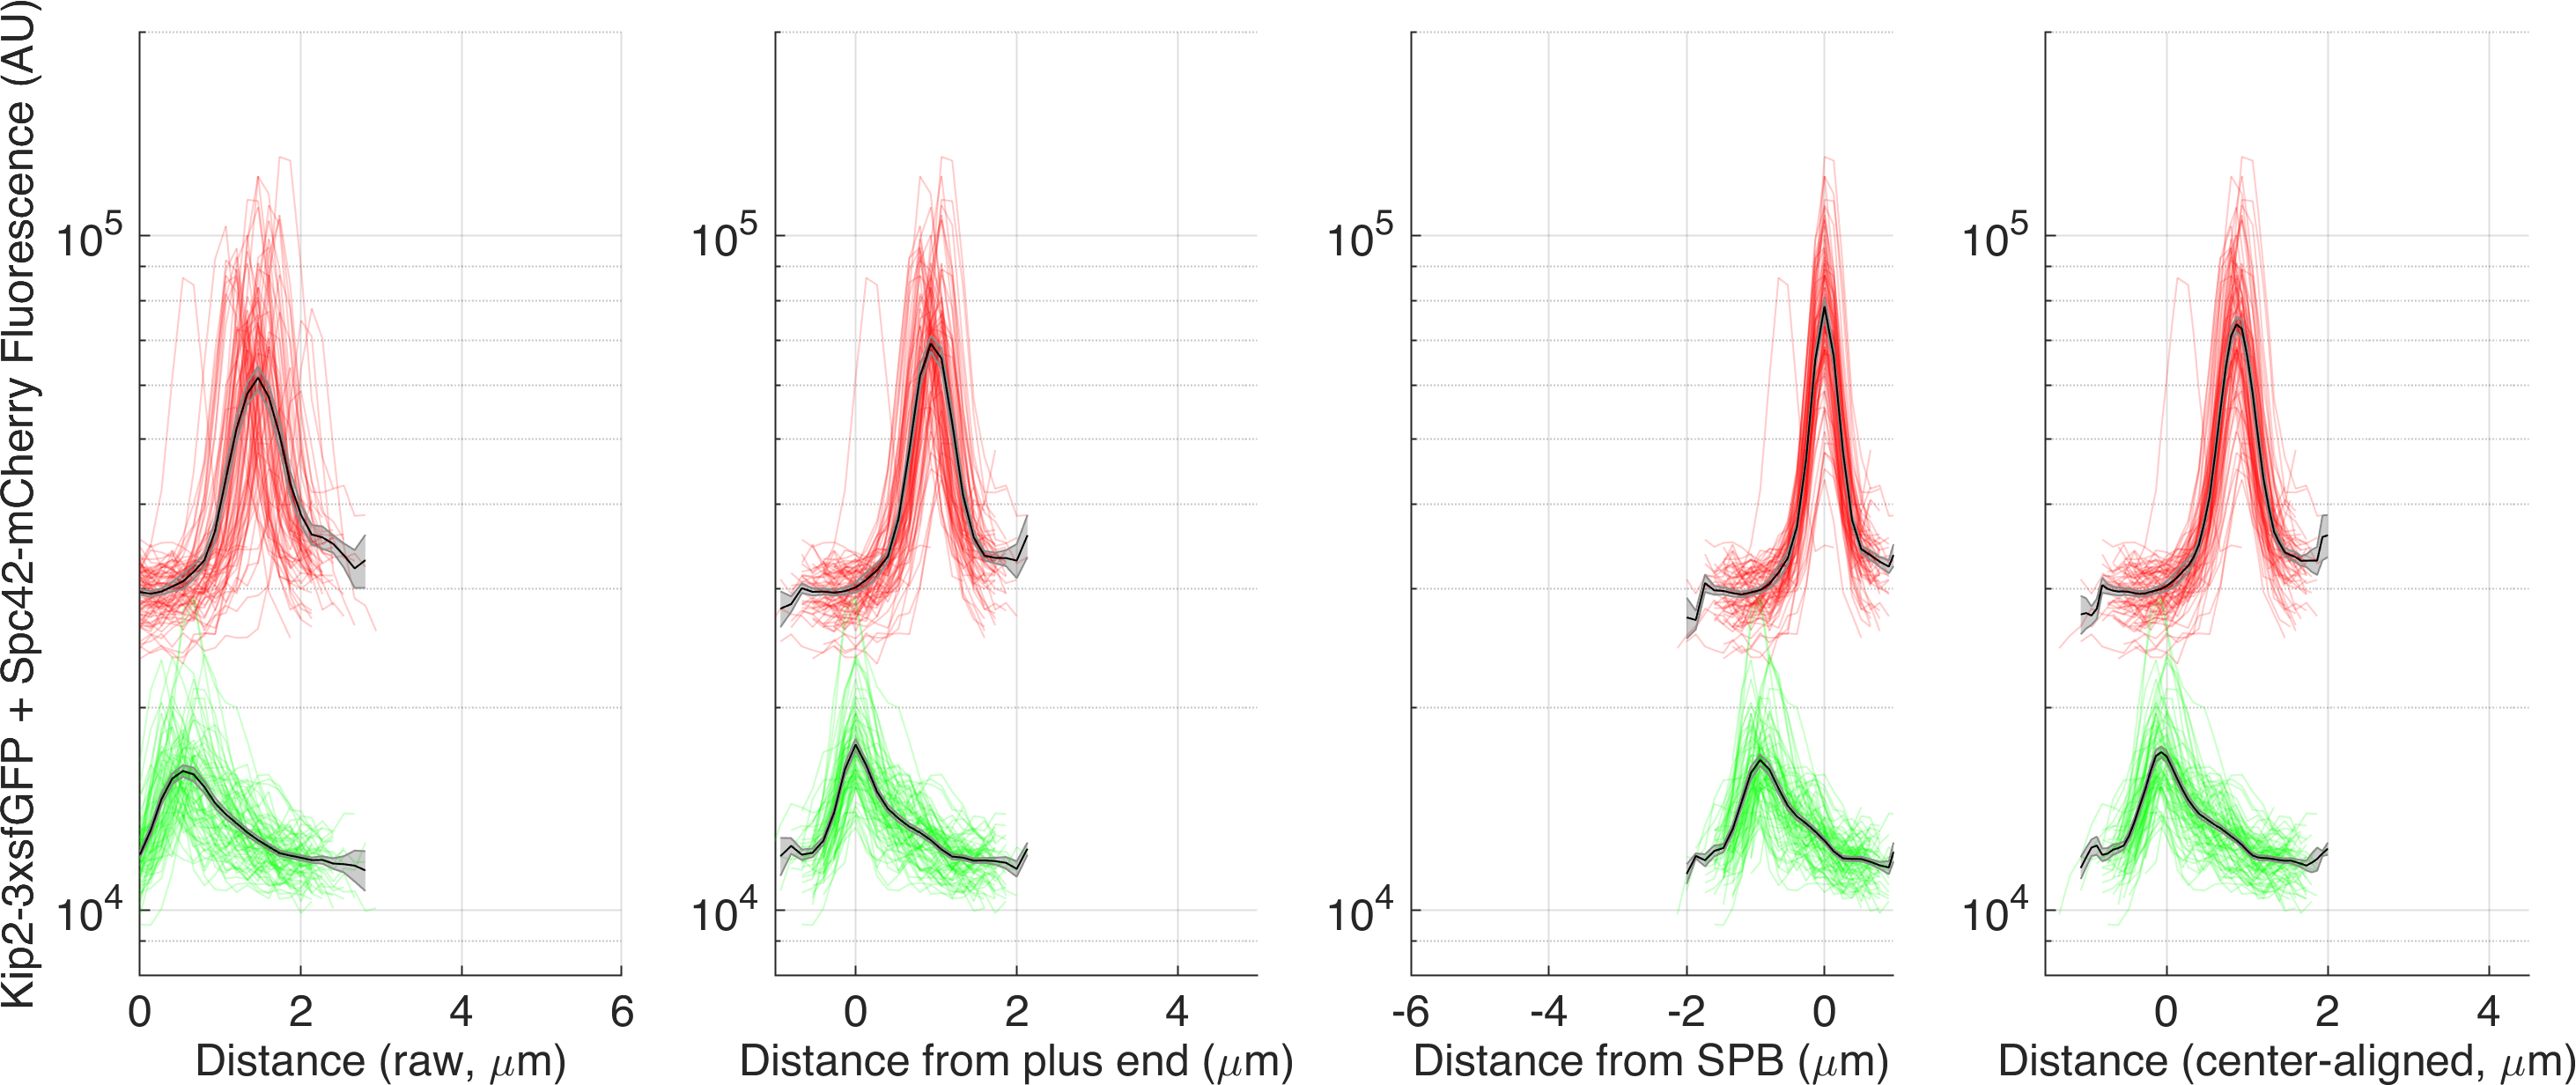 Kip2-3xsfGFP + Spc42-mCherry Fluorescence (AU)
10^5
10^4
0 2 4 6
Distance (raw, μm)
10^5
10^4
0 2 4
Distance from plus end (μm)
10^5
10^4
-6 -4 -2 0
Distance from SPB (μm)
10^5
10^4
0 2 4
Distance (center-aligned, μm)